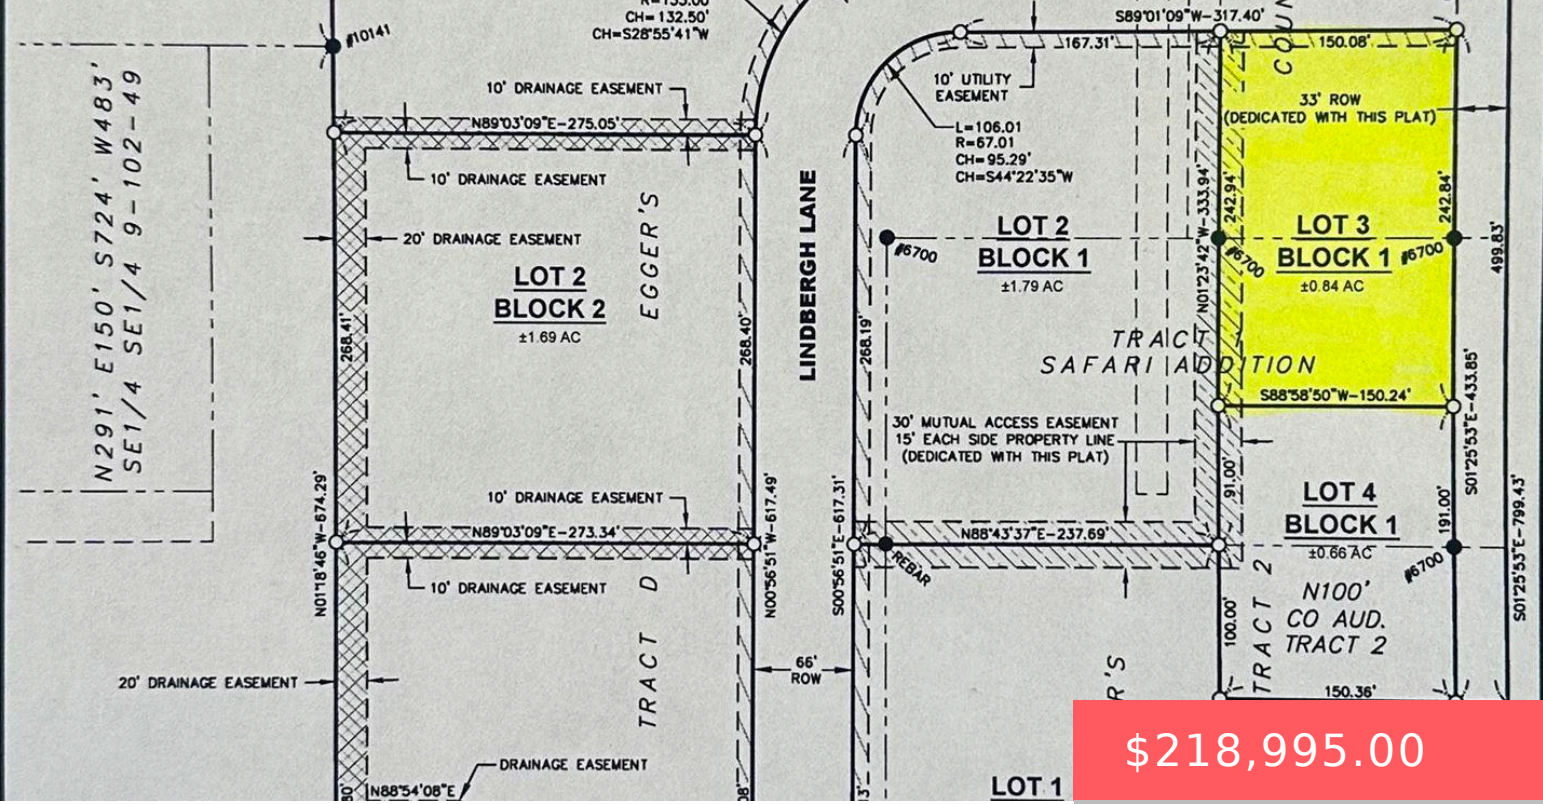 CH=132.50'
CH=S28°55'41"W
#10141
S89°01'09"W-317.40'
167.31'
150.08'
10' DRAINAGE EASEMENT
N89°03'09"E-275.05'
10' DRAINAGE EASEMENT
10' UTILITY
EASEMENT
L=106.01
R=67.01
CH=95.29'
CH=S44°22'35"W
33' ROW
(DEDICATED WITH THIS PLAT)
N291' E150' S724' W483'
SE1/4 SE1/4 9-102-49
20' DRAINAGE EASEMENT
LOT 2
BLOCK 2
±1.69 AC
EGGER'S
268.41'
268.40'
LINDBERGH LANE
268.19'
#6700
LOT 2
BLOCK 1
±1.79 AC
N01°23'42"W-333.94'
242.94'
#6700
LOT 3
BLOCK 1
±0.84 AC
242.84'
#6700
499.83'
TRACT 1
SAFARI ADDITION
S88°58'50"W-150.24'
S01°25'53"E-433.85'
30' MUTUAL ACCESS EASEMENT
15' EACH SIDE PROPERTY LINE
(DEDICATED WITH THIS PLAT)
91.00'
LOT 4
BLOCK 1
±0.66 AC
191.00'
#6700
S01°25'53"E-799.43'
N01°18'46"W-674.29'
10' DRAINAGE EASEMENT
N89°03'09"E-273.34'
10' DRAINAGE EASEMENT
N00°56'51"W-617.49'
S00°56'51"E-617.31'
N88°43'37"E-237.69'
REBAR
100.00'
TRACT 2
N100'
CO AUD.
TRACT 2
TRACT D
66'
ROW
20' DRAINAGE EASEMENT
R'S
150.36'
DRAINAGE EASEMENT
N88°54'08"E
LOT 1
$218,995.00